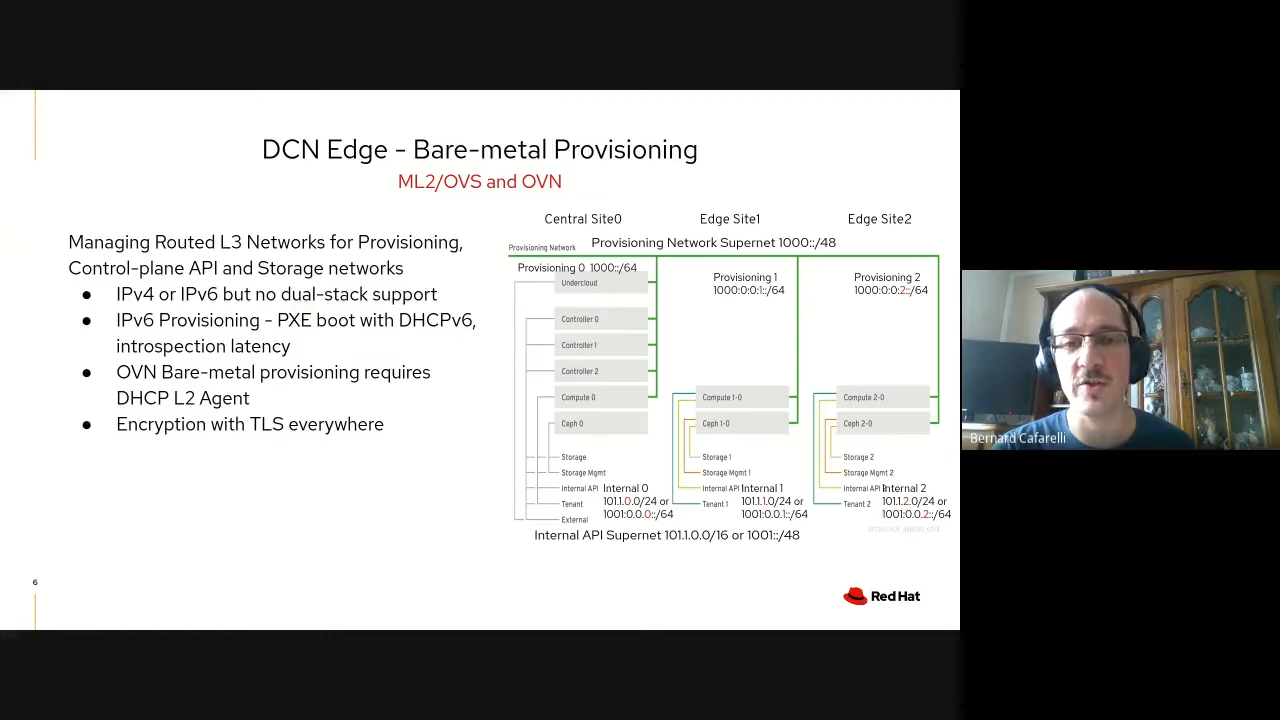 DCN Edge - Bare-metal Provisioning
ML2/OVS and OVN
Managing Routed L3 Networks for Provisioning,
Control-plane API and Storage networks
● IPv4 or IPv6 but no dual-stack support
● IPv6 Provisioning - PXE boot with DHCPv6,
introspection latency
● OVN Bare-metal provisioning requires
DHCP L2 Agent
● Encryption with TLS everywhere
Central Site0
Edge Site1
Edge Site2
Provisioning Network
Provisioning Network Supernet 1000::/48
Provisioning 0 1000::/64
Provisioning 1
1000:0:0:1::/64
Provisioning 2
1000:0:0:2::/64
Undercloud
Controller 0
Controller 1
Controller 2
Compute 0
Ceph 0
Compute 1-0
Ceph 1-0
Compute 2-0
Ceph 2-0
Storage
Storage Mgmt
Internal API
Tenant
External
Internal 0
101.1.0.0/24 or
1001:0:0:0::/64
Storage 1
Storage Mgmt 1
Internal API
Tenant 1
Internal 1
101.1.1.0/24 or
1001:0:0:1::/64
Storage 2
Storage Mgmt 2
Internal API
Tenant 2
Internal 2
101.1.2.0/24 or
1001:0:0:2::/64
Internal API Supernet 101.1.0.0/16 or 1001::/48
6
Red Hat
Bernard Cafarelli